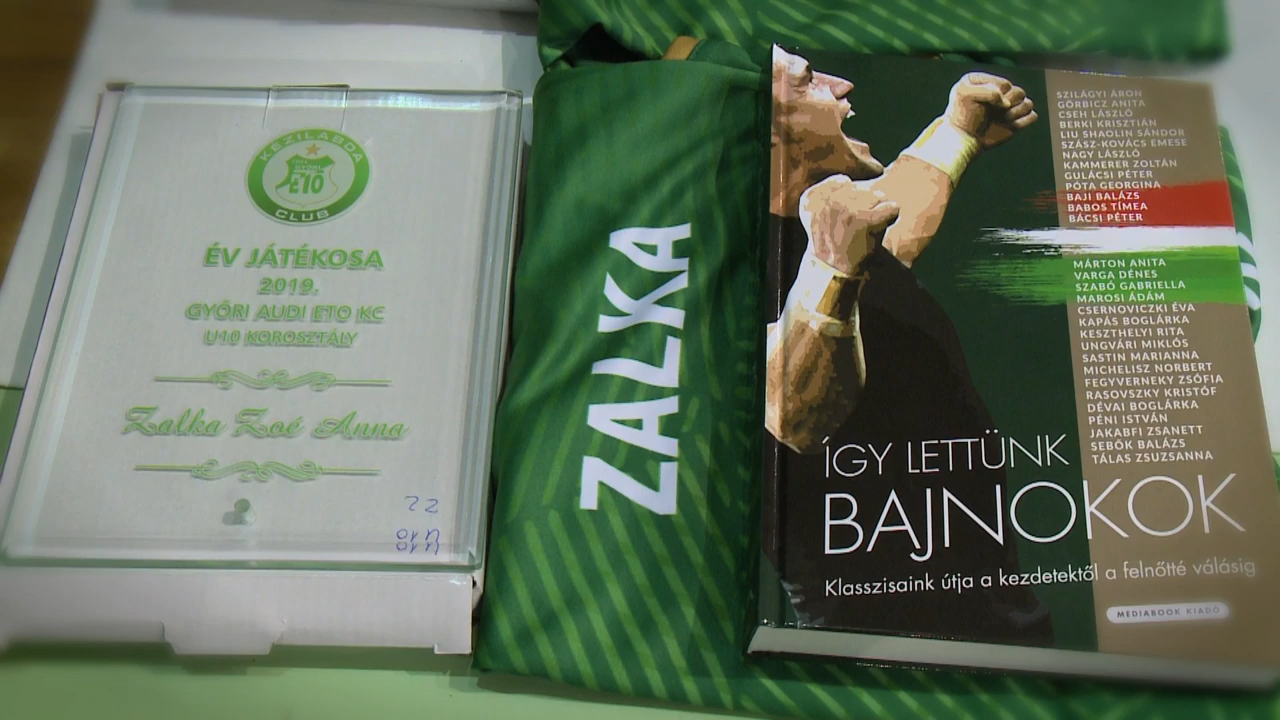 KÉZILABDA
GYŐRI
ETO
CLUB
ÉV JÁTÉKOSA
2019.
GYŐRI AUDI ETO KC
U10 KOROSZTÁLY
Zalka Zoé Anna
ZALKA
SZILÁGYI ÁRON
GÖRBICZ ANITA
CSEH LÁSZLÓ
BERKI KRISZTIÁN
LIU SHAOLIN SÁNDOR
SZÁSZ-KOVÁCS EMESE
NAGY LÁSZLÓ
KAMMERER ZOLTÁN
GULÁCSI PÉTER
PÓTA GEORGINA
BAJI BALÁZS
BABOS TÍMEA
BÁCSI PÉTER
MÁRTON ANITA
VARGA DÉNES
SZABÓ GABRIELLA
MAROSI ÁDÁM
CSERNOVICZKI ÉVA
KAPÁS BOGLÁRKA
KESZTHELYI RITA
UNGVÁRI MIKLÓS
SASTIN MARIANNA
MICHELISZ NORBERT
FEGYVERNEKY ZSÓFIA
RASOVSZKY KRISTÓF
DÉVAI BOGLÁRKA
PÉNI ISTVÁN
JAKABFI ZSANETT
SEBŐK BALÁZS
TÁLAS ZSUZSANNA
ÍGY LETTÜNK
BAJNOKOK
Klasszisaink útja a kezdetektől a felnőtté válásig
MEDIABOOK KIADÓ